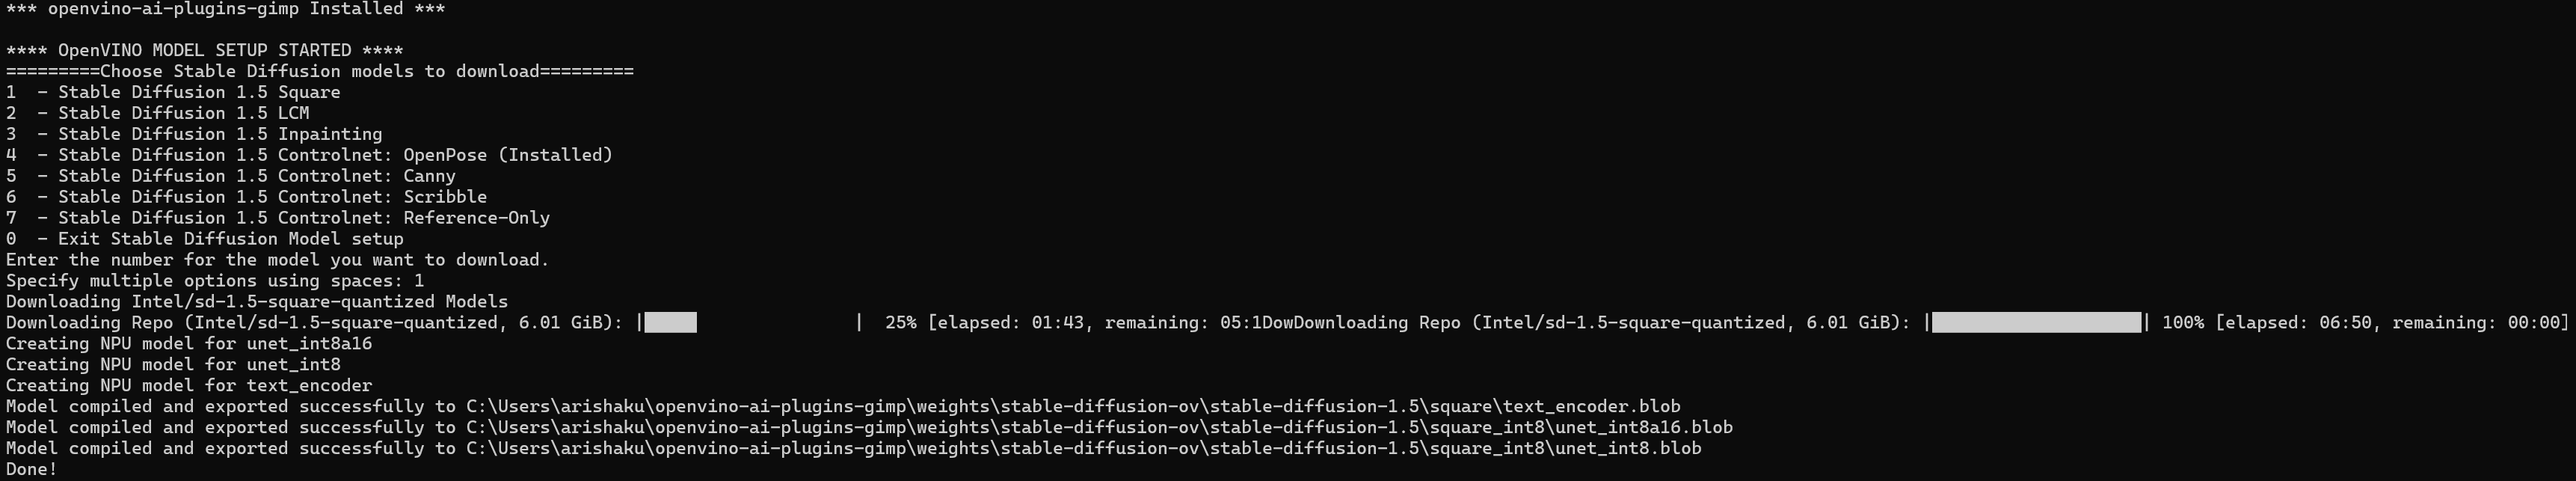 *** openvino-ai-plugins-gimp Installed ***
**** OpenVINO MODEL SETUP STARTED ****
=========Choose Stable Diffusion models to download=========
1  - Stable Diffusion 1.5 Square
2  - Stable Diffusion 1.5 LCM
3  - Stable Diffusion 1.5 Inpainting
4  - Stable Diffusion 1.5 Controlnet: OpenPose (Installed)
5  - Stable Diffusion 1.5 Controlnet: Canny
6  - Stable Diffusion 1.5 Controlnet: Scribble
7  - Stable Diffusion 1.5 Controlnet: Reference-Only
0  - Exit Stable Diffusion Model setup
Enter the number for the model you want to download.
Specify multiple options using spaces: 1
Downloading Intel/sd-1.5-square-quantized Models
Downloading Repo (Intel/sd-1.5-square-quantized, 6.01 GiB): |█████               |  25% [elapsed: 01:43, remaining: 05:1DowDownloading Repo (Intel/sd-1.5-square-quantized, 6.01 GiB): |████████████████████| 100% [elapsed: 06:50, remaining: 00:00]
Creating NPU model for unet_int8a16
Creating NPU model for unet_int8
Creating NPU model for text_encoder
Model compiled and exported successfully to C:\Users\arishaku\openvino-ai-plugins-gimp\weights\stable-diffusion-ov\stable-diffusion-1.5\square\text_encoder.blob
Model compiled and exported successfully to C:\Users\arishaku\openvino-ai-plugins-gimp\weights\stable-diffusion-ov\stable-diffusion-1.5\square_int8\unet_int8a16.blob
Model compiled and exported successfully to C:\Users\arishaku\openvino-ai-plugins-gimp\weights\stable-diffusion-ov\stable-diffusion-1.5\square_int8\unet_int8.blob
Done!